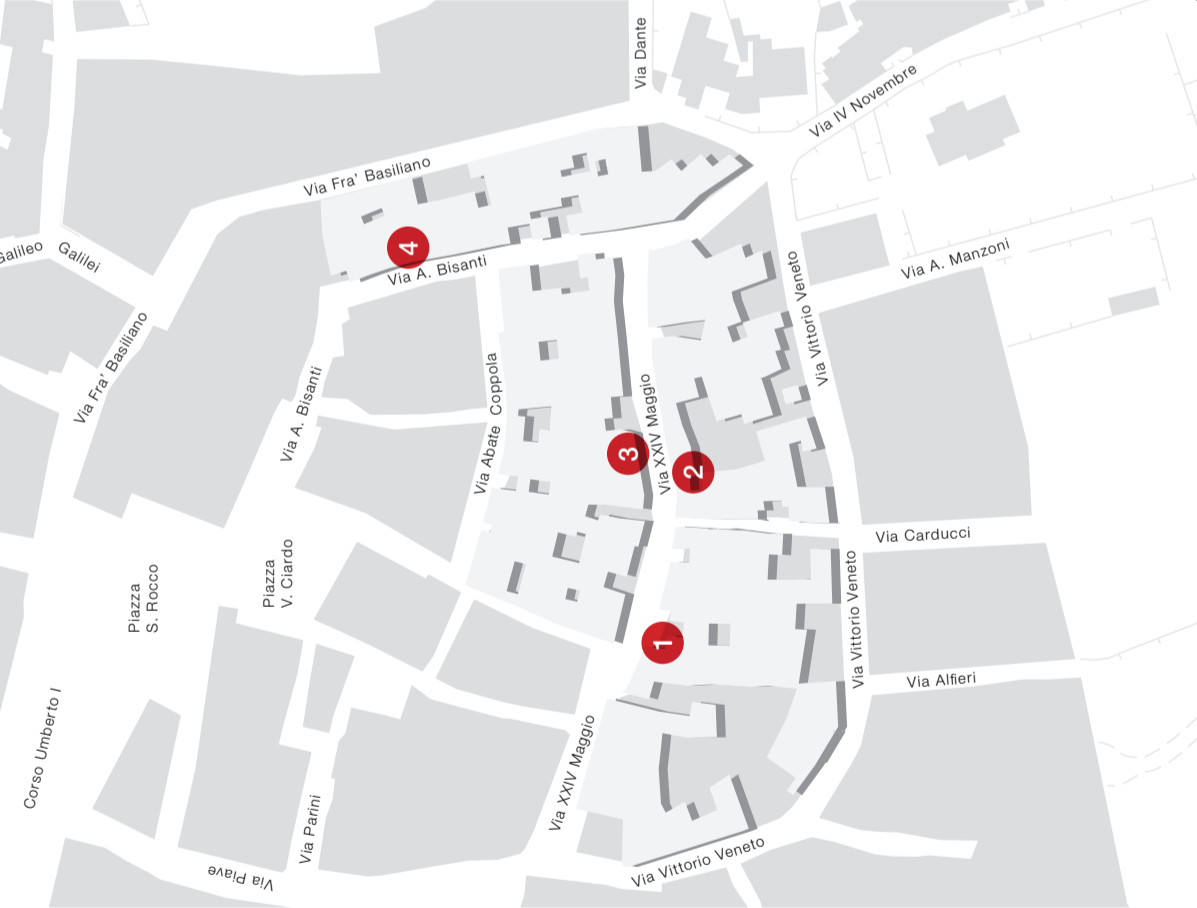 Via Dante
Via IV Novembre
Via Fra' Basiliano
Galileo
Galilei
4
Via A. Bisanti
Via A. Manzoni
Via Vittorio Veneto
Via Fra' Basiliano
Via A. Bisanti
Via Abate Coppola
Via XXIV Maggio
3
2
Via Carducci
Piazza
S. Rocco
Piazza
V. Ciardo
Via Vittorio Veneto
1
Via Alfieri
Corso Umberto I
Via XXIV Maggio
Via Parini
Via Piave
Via Vittorio Veneto